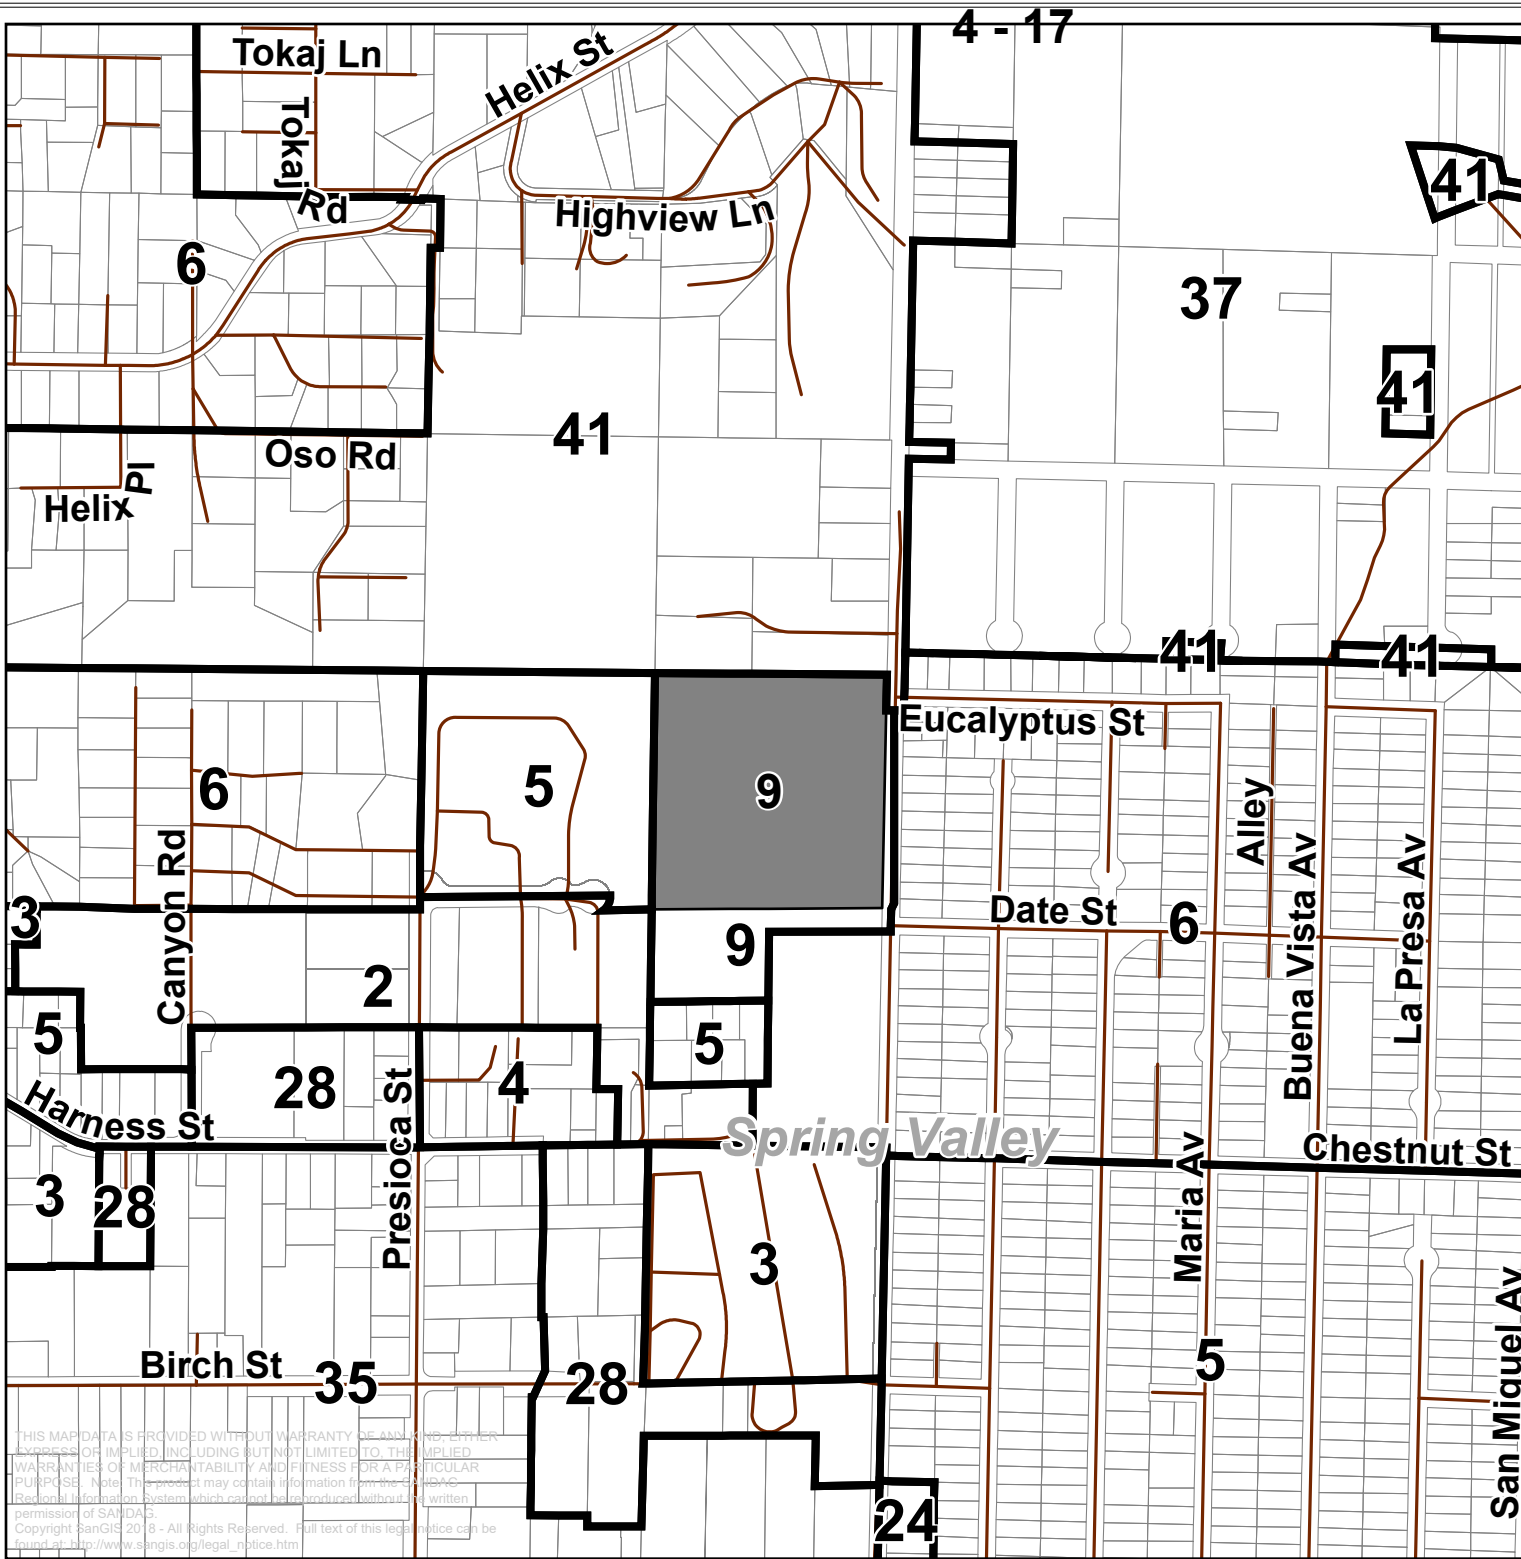 4 - 17
Tokaj Ln
Helix St
Tokaj
Rd
Highview Ln
41
6
37
41
41
Oso Rd
Helix Pl
41
41
Eucalyptus St
6
5
9
Alley
Canyon Rd
Buena Vista Av
La Presa Av
3
Date St
6
9
2
5
5
28
4
Presioca St
Harness St
Spring Valley
Chestnut St
3
28
Maria Av
3
San Miguel Av
Birch St
35
28
5
24
THIS MAP/DATA IS PROVIDED WITHOUT WARRANTY OF ANY KIND, EITHER
EXPRESS OR IMPLIED, INCLUDING BUT NOT LIMITED TO, THE IMPLIED
WARRANTIES OF MERCHANTABILITY AND FITNESS FOR A PARTICULAR
PURPOSE. Note: This product may contain information from the SANDAG
Regional Information System which cannot be reproduced without the written
permission of SANDAG.
Copyright SanGIS 2018 - All Rights Reserved. Full text of this legal notice can be
found at: http://www.sangis.org/legal_notice.htm